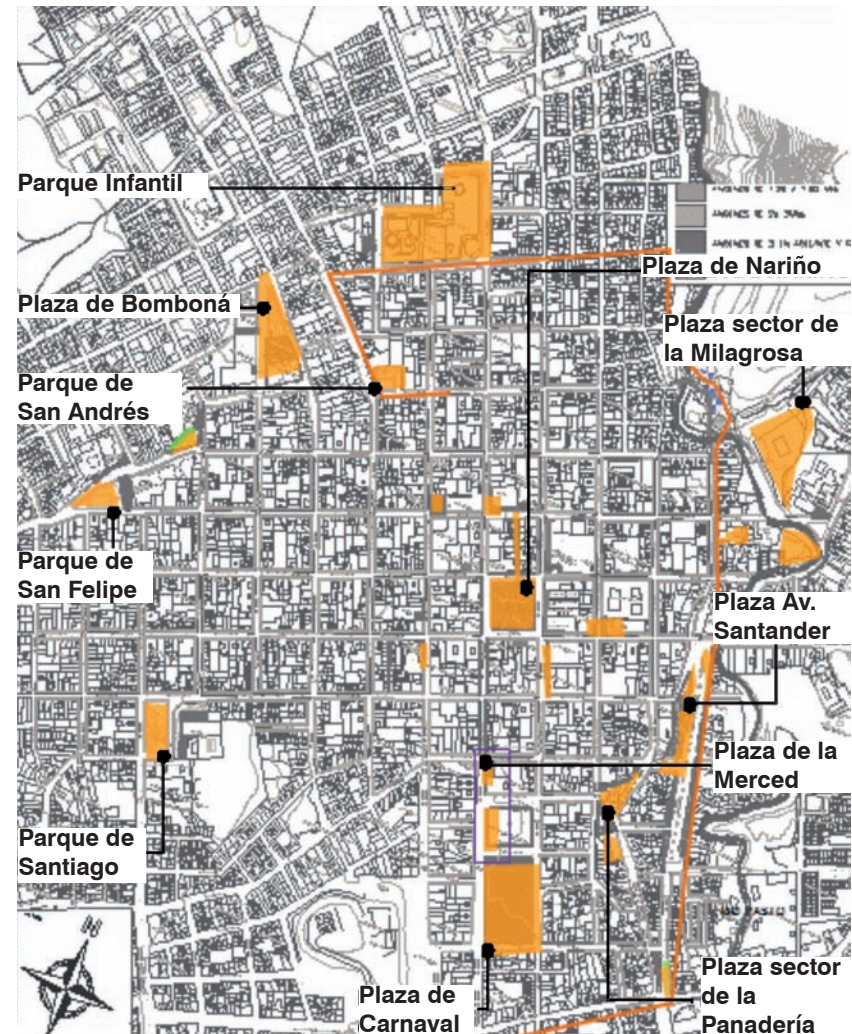 Parque Infantil
Plaza de Nariño
Plaza de Bomboná
Plaza sector de
la Milagrosa
Parque de
San Andrés
Parque de
San Felipe
Plaza Av.
Santander
Plaza de la
Merced
Parque de
Santiago
PASTO
Plaza de
Carnaval
Plaza sector
de la
Panadería
N